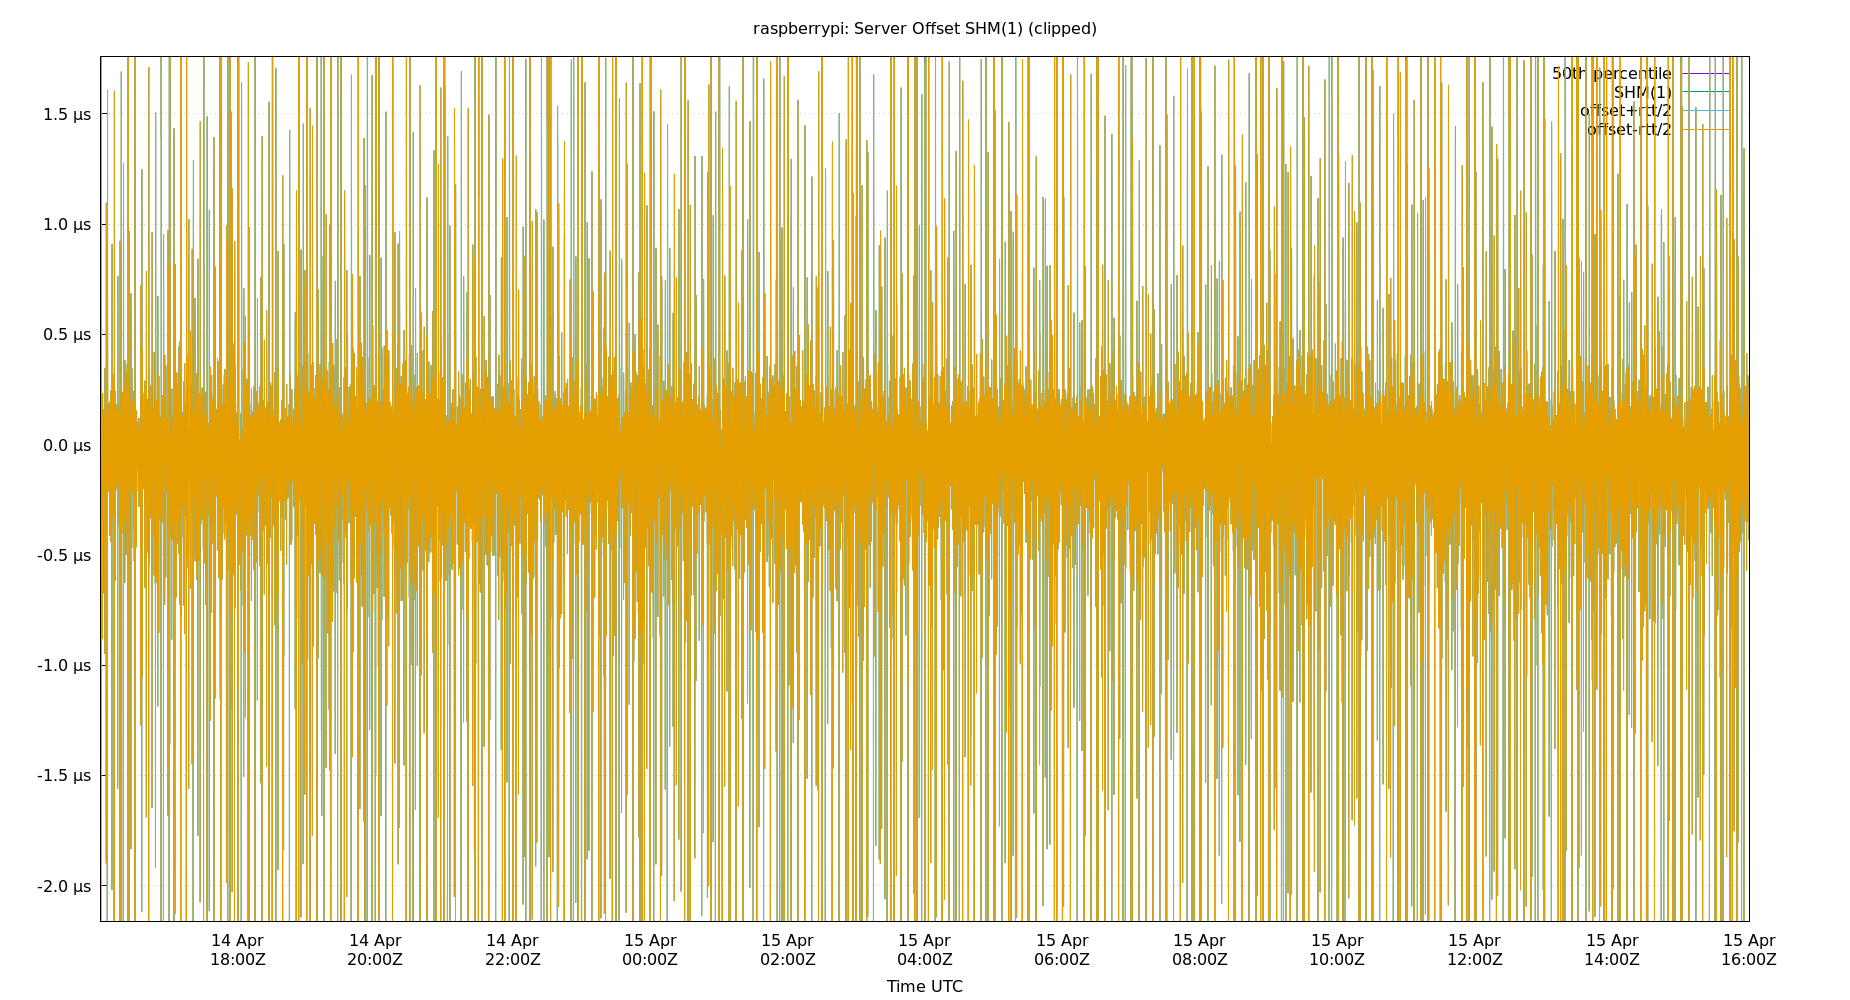 raspberrypi: Server Offset SHM(1) (clipped)
50th percentile
SHM(1)
offset+rtt/2
offset-rtt/2
1.5 µs
1.0 µs
0.5 µs
0.0 µs
-0.5 µs
-1.0 µs
-1.5 µs
-2.0 µs
14 Apr 14 Apr 14 Apr 15 Apr 15 Apr 15 Apr 15 Apr 15 Apr 15 Apr 15 Apr 15 Apr 15 Apr
18:00Z 20:00Z 22:00Z 00:00Z 02:00Z 04:00Z 06:00Z 08:00Z 10:00Z 12:00Z 14:00Z 16:00Z
Time UTC